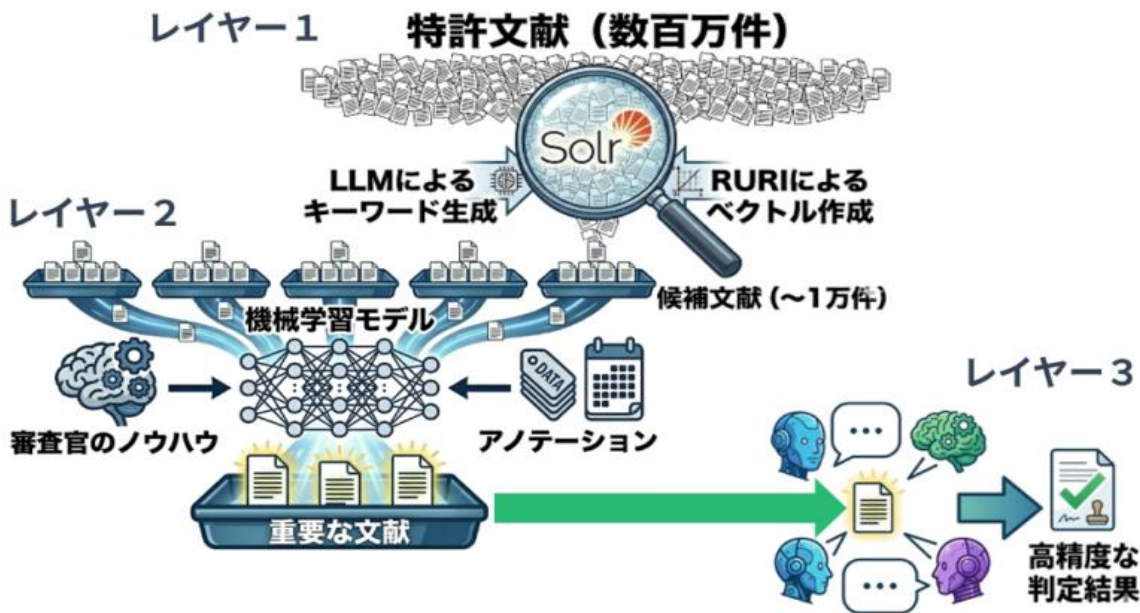 レイヤー1
特許文献（数百万件）
Solr
LLMによる
キーワード生成
RURIによる
ベクトル作成
レイヤー2
候補文献（〜1万件）
機械学習モデル
審査官のノウハウ
DATA
アノテーション
重要な文献
レイヤー3
高精度な
判定結果